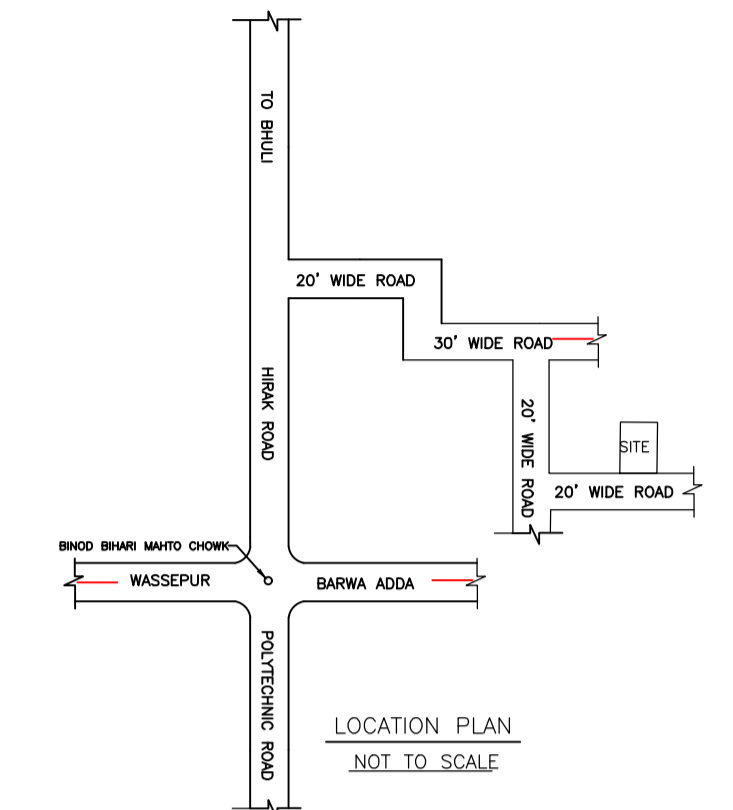 TO BHULI
20' WIDE ROAD
30' WIDE ROAD
HIRAK ROAD
20' WIDE ROAD
SITE
20' WIDE ROAD
BINOD BIHARI MAHTO CHOWK
WASSEPUR
BARWA ADDA
POLYTECHNIC ROAD
LOCATION PLAN
NOT TO SCALE